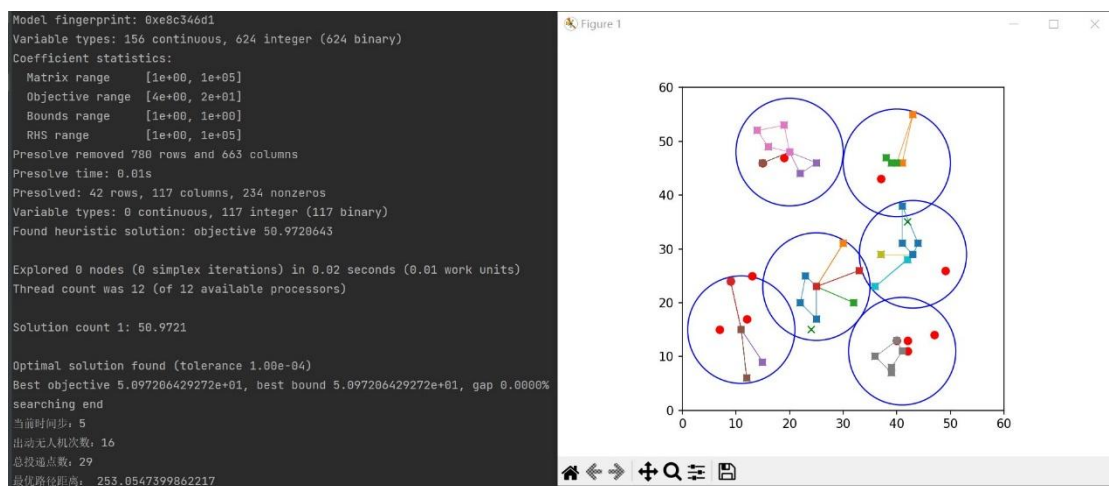 Model fingerprint: 0xe8c346d1
Variable types: 156 continuous, 624 integer (624 binary)
Coefficient statistics:
Matrix range [1e+00, 1e+05]
Objective range [4e+00, 2e+01]
Bounds range [1e+00, 1e+00]
RHS range [1e+00, 1e+05]
Presolve removed 780 rows and 663 columns
Presolve time: 0.01s
Presolved: 42 rows, 117 columns, 234 nonzeros
Variable types: 0 continuous, 117 integer (117 binary)
Found heuristic solution: objective 50.9720643
Explored 0 nodes (0 simplex iterations) in 0.02 seconds (0.01 work units)
Thread count was 12 (of 12 available processors)
Solution count 1: 50.9721
Optimal solution found (tolerance 1.00e-04)
Best objective 5.097206429272e+01, best bound 5.097206429272e+01, gap 0.0000%
searching end
当前时间步：5
出动无人机次数：16
总投递点数：29
最优路径距离： 253.0547399862217
Figure 1
60
50
40
30
20
10
0
0 10 20 30 40 50 60